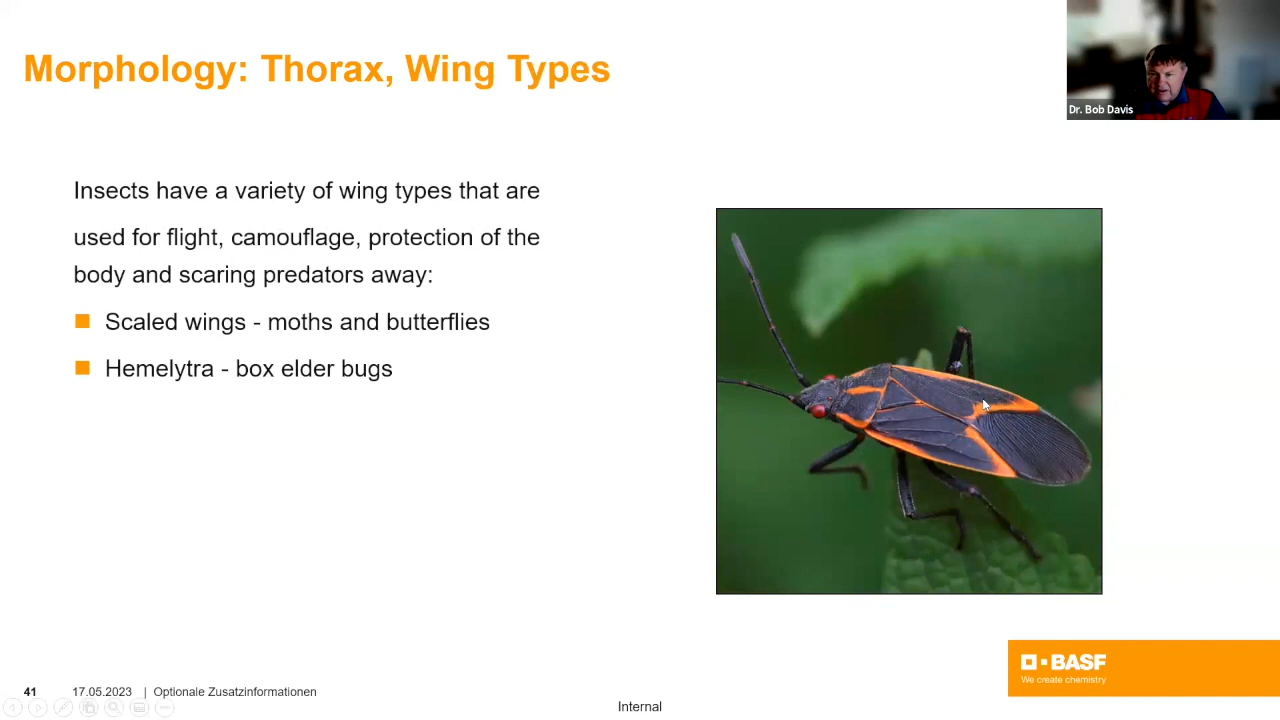 Morphology: Thorax, Wing Types
Dr. Bob Davis
Insects have a variety of wing types that are
used for flight, camouflage, protection of the
body and scaring predators away:
Scaled wings - moths and butterflies
Hemelytra - box elder bugs
BASF
We create chemistry
41 17.05.2023 | Optionale Zusatzinformationen
Internal